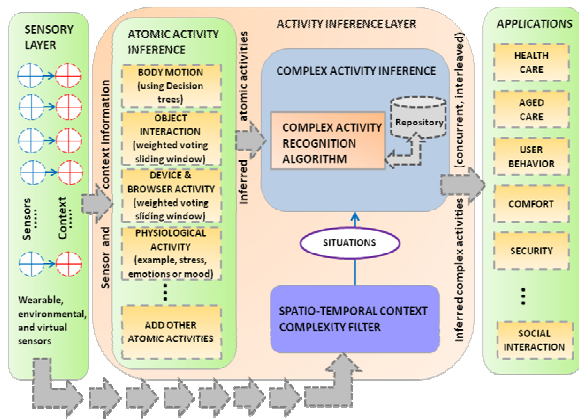 SENSORY
LAYER
Sensors ......
Context ......
Wearable,
environmental,
and virtual
sensors
Sensor and context Information
ACTIVITY INFERENCE LAYER
ATOMIC ACTIVITY
INFERENCE
BODY MOTION
(using Decision
trees)
OBJECT
INTERACTION
(weighted voting
sliding window)
DEVICE &
BROWSER ACTIVITY
(weighted voting
sliding window)
PHYSIOLOGICAL
ACTIVITY
(example, stress,
emotions or mood)
ADD OTHER
ATOMIC ACTIVITIES
Inferred atomic activities
COMPLEX ACTIVITY INFERENCE
COMPLEX ACTIVITY
RECOGNITION
ALGORITHM
Repository
SITUATIONS
SPATIO-TEMPORAL CONTEXT
COMPLEXITY FILTER
Inferred complex activities (concurrent, interleaved)
APPLICATIONS
HEALTH
CARE
AGED
CARE
USER
BEHAVIOR
COMFORT
SECURITY
SOCIAL
INTERACTION